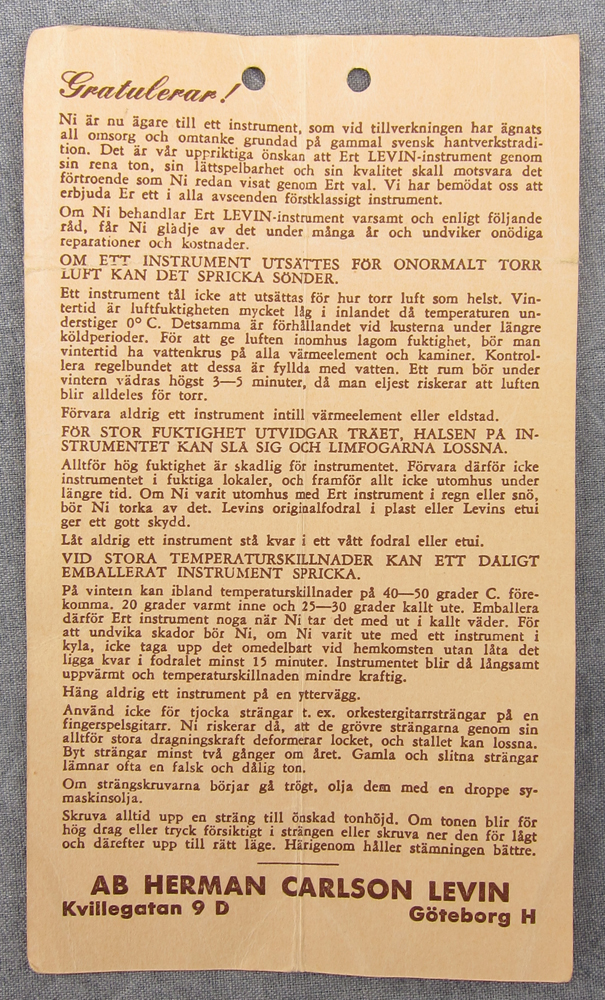 Gratulerar!
Ni är nu ägare till ett instrument, som vid tillverkningen har ägnats
all omsorg och omtanke grundad på gammal svensk hantverkstradi-
tion. Det är vår uppriktiga önskan att Ert LEVIN-instrument genom
sin rena ton, sin lättspelbarhet och sin kvalitet skall motsvara det
förtroende som Ni redan visat genom Ert val. Vi har bemödat oss att
erbjuda Er ett i alla avseenden förstklassigt instrument.
Om Ni behandlar Ert LEVIN-instrument varsamt och enligt följande
råd, får Ni glädje av det under många år och undviker onödiga
reparationer och kostnader.
OM ETT INSTRUMENT UTSÄTTES FÖR ONORMALT TORR
LUFT KAN DET SPRICKA SÖNDER.
Ett instrument tål icke att utsättas för hur torr luft som helst. Vin-
tertid är luftfuktigheten mycket låg i inlandet då temperaturen un-
derstiger 0° C. Detsamma är förhållandet vid kusterna under längre
köldperioder. För att ge luften inomhus lagom fuktighet, bör man
vintertid ha vattenkrus på alla värmeelement och kaminer. Kontrol-
lera regelbundet att dessa är fyllda med vatten. Ett rum bör under
vintern vädras högst 3—5 minuter, då man eljest riskerar att luften
blir alldeles för torr.
Förvara aldrig ett instrument intill värmeelement eller eldstad.
FÖR STOR FUKTIGHET UTVIDGAR TRÄET, HALSEN PÅ IN-
STRUMENTET KAN SLÅ SIG OCH LIMFOGARNA LOSSNA.
Alltför hög fuktighet är skadlig för instrumentet. Förvara därför icke
instrumentet i fuktiga lokaler, och framför allt icke utomhus under
längre tid. Om Ni varit utomhus med Ert instrument i regn eller snö,
bör Ni torka av det. Levins originalfodral i plast eller Levins etui
ger ett gott skydd.
Låt aldrig ett instrument stå kvar i ett vått fodral eller etui.
VID STORA TEMPERATURSKILLNADER KAN ETT DALIGT
EMBALLERAT INSTRUMENT SPRICKA.
På vintern kan ibland temperaturskillnader på 40—50 grader C. före-
komma. 20 grader varmt inne och 25—30 grader kallt ute. Emballera
därför Ert instrument noga när Ni tar det med ut i kallt väder. För
att undvika skador bör Ni, om Ni varit ute med ett instrument i
kyla, icke taga upp det omedelbart vid hemkomsten utan låta det
ligga kvar i fodralet minst 15 minuter. Instrumentet blir då långsamt
uppvärmt och temperaturskillnaden mindre kraftig.
Häng aldrig ett instrument på en yttervägg.
Använd icke för tjocka strängar t. ex. orkestergitarrsträngar på en
fingerspelsgitarr. Ni riskerar då, att de grövre strängarna genom sin
alltför stora dragningskraft deformerar locket, och stallet kan lossna.
Byt strängar minst två gånger om året. Gamla och slitna strängar
lämnar ofta en falsk och dålig ton.
Om strängskruvarna börjar gå trögt, olja dem med en droppe sy-
maskinsolja.
Skruva alltid upp en sträng till önskad tonhöjd. Om tonen blir för
hög drag eller tryck försiktigt i strängen eller skruva ner den för lågt
och därefter upp till rätt läge. Härigenom håller stämningen bättre.
AB HERMAN CARLSON LEVIN
Kvillegatan 9 D Göteborg H